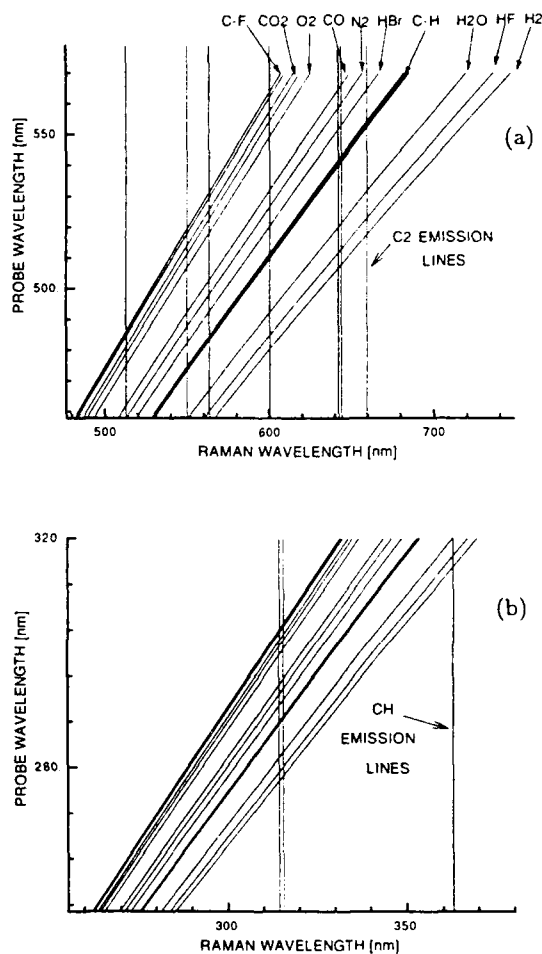 C·F CO2 O2 CO N2 HBr C·H H2O HF H2
(a)
550
500
PROBE WAVELENGTH [nm]
C2 EMISSION
LINES
500 600 700
RAMAN WAVELENGTH [nm]
320
280
PROBE WAVELENGTH [nm]
(b)
CH
EMISSION
LINES
300 350
RAMAN WAVELENGTH [nm]